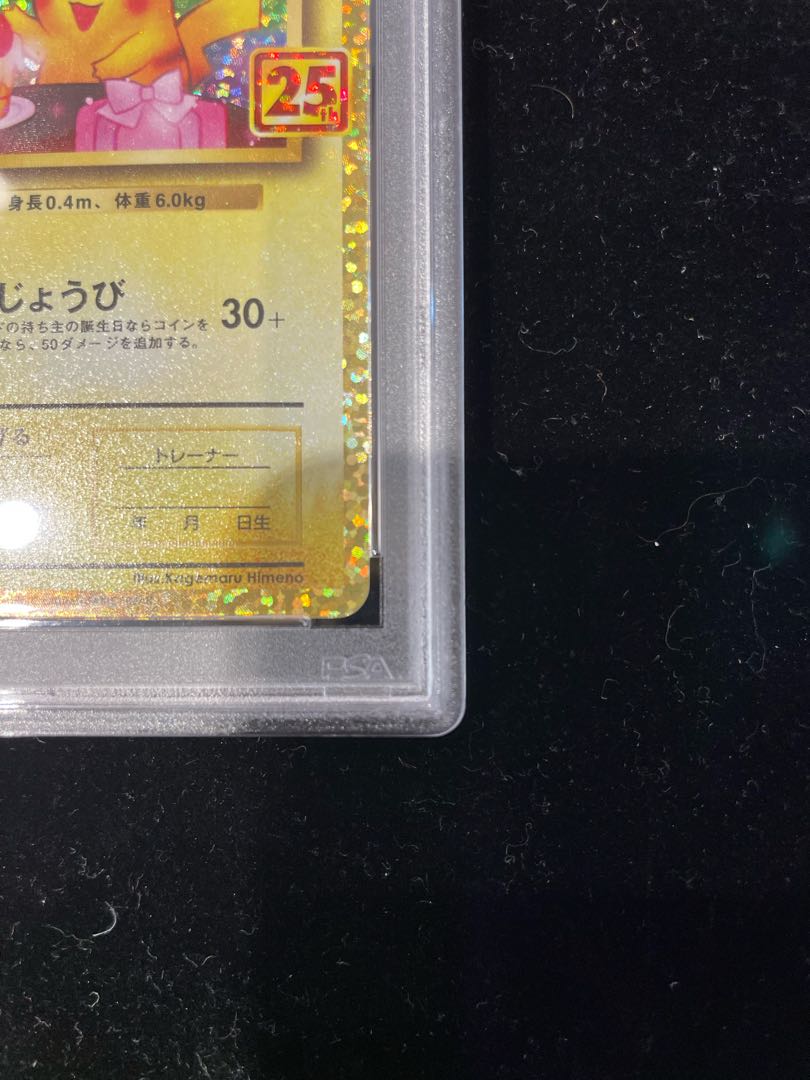 25th
身長0.4m、体重6.0kg
じょうび 30+
の持ち主の誕生日ならコインを
なら、50ダメージを追加する。
げる
トレーナー
年 月 日生
Illus.Kagemaru Himeno
PSA